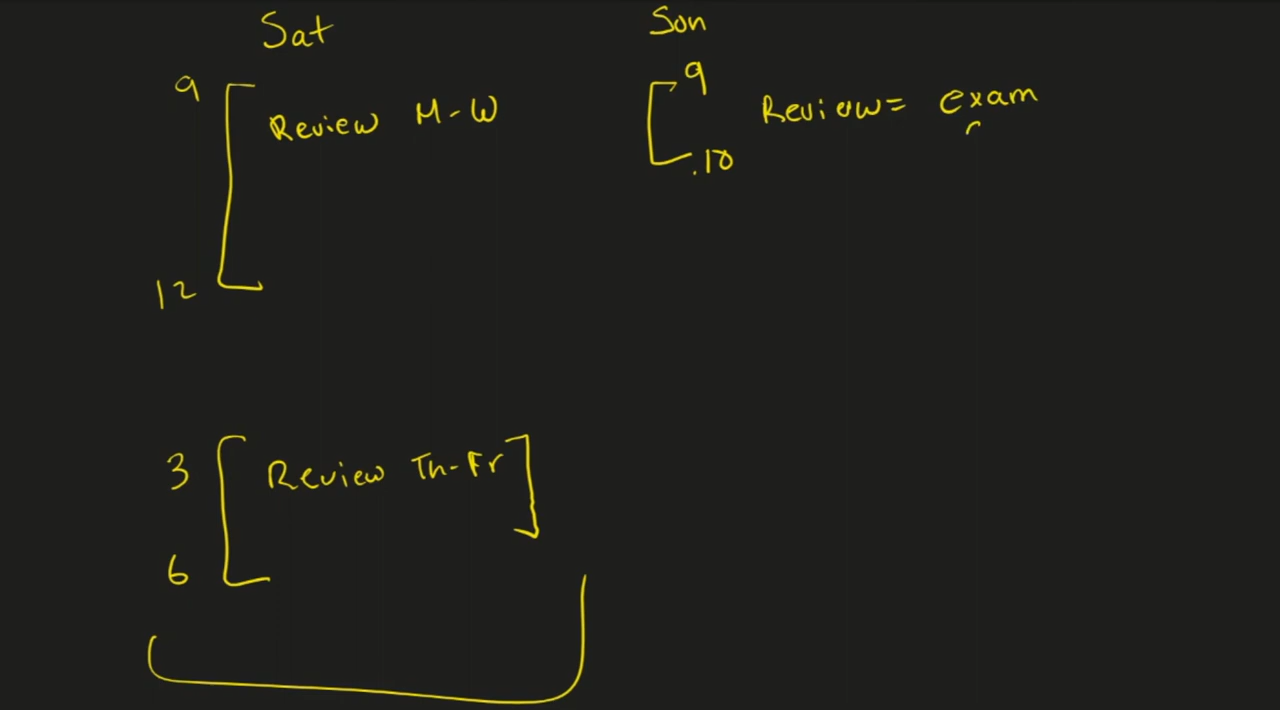 Sat
Sun
9
Review M-W
9
Review = exam
.10
12
3
Review Th-Fr
6